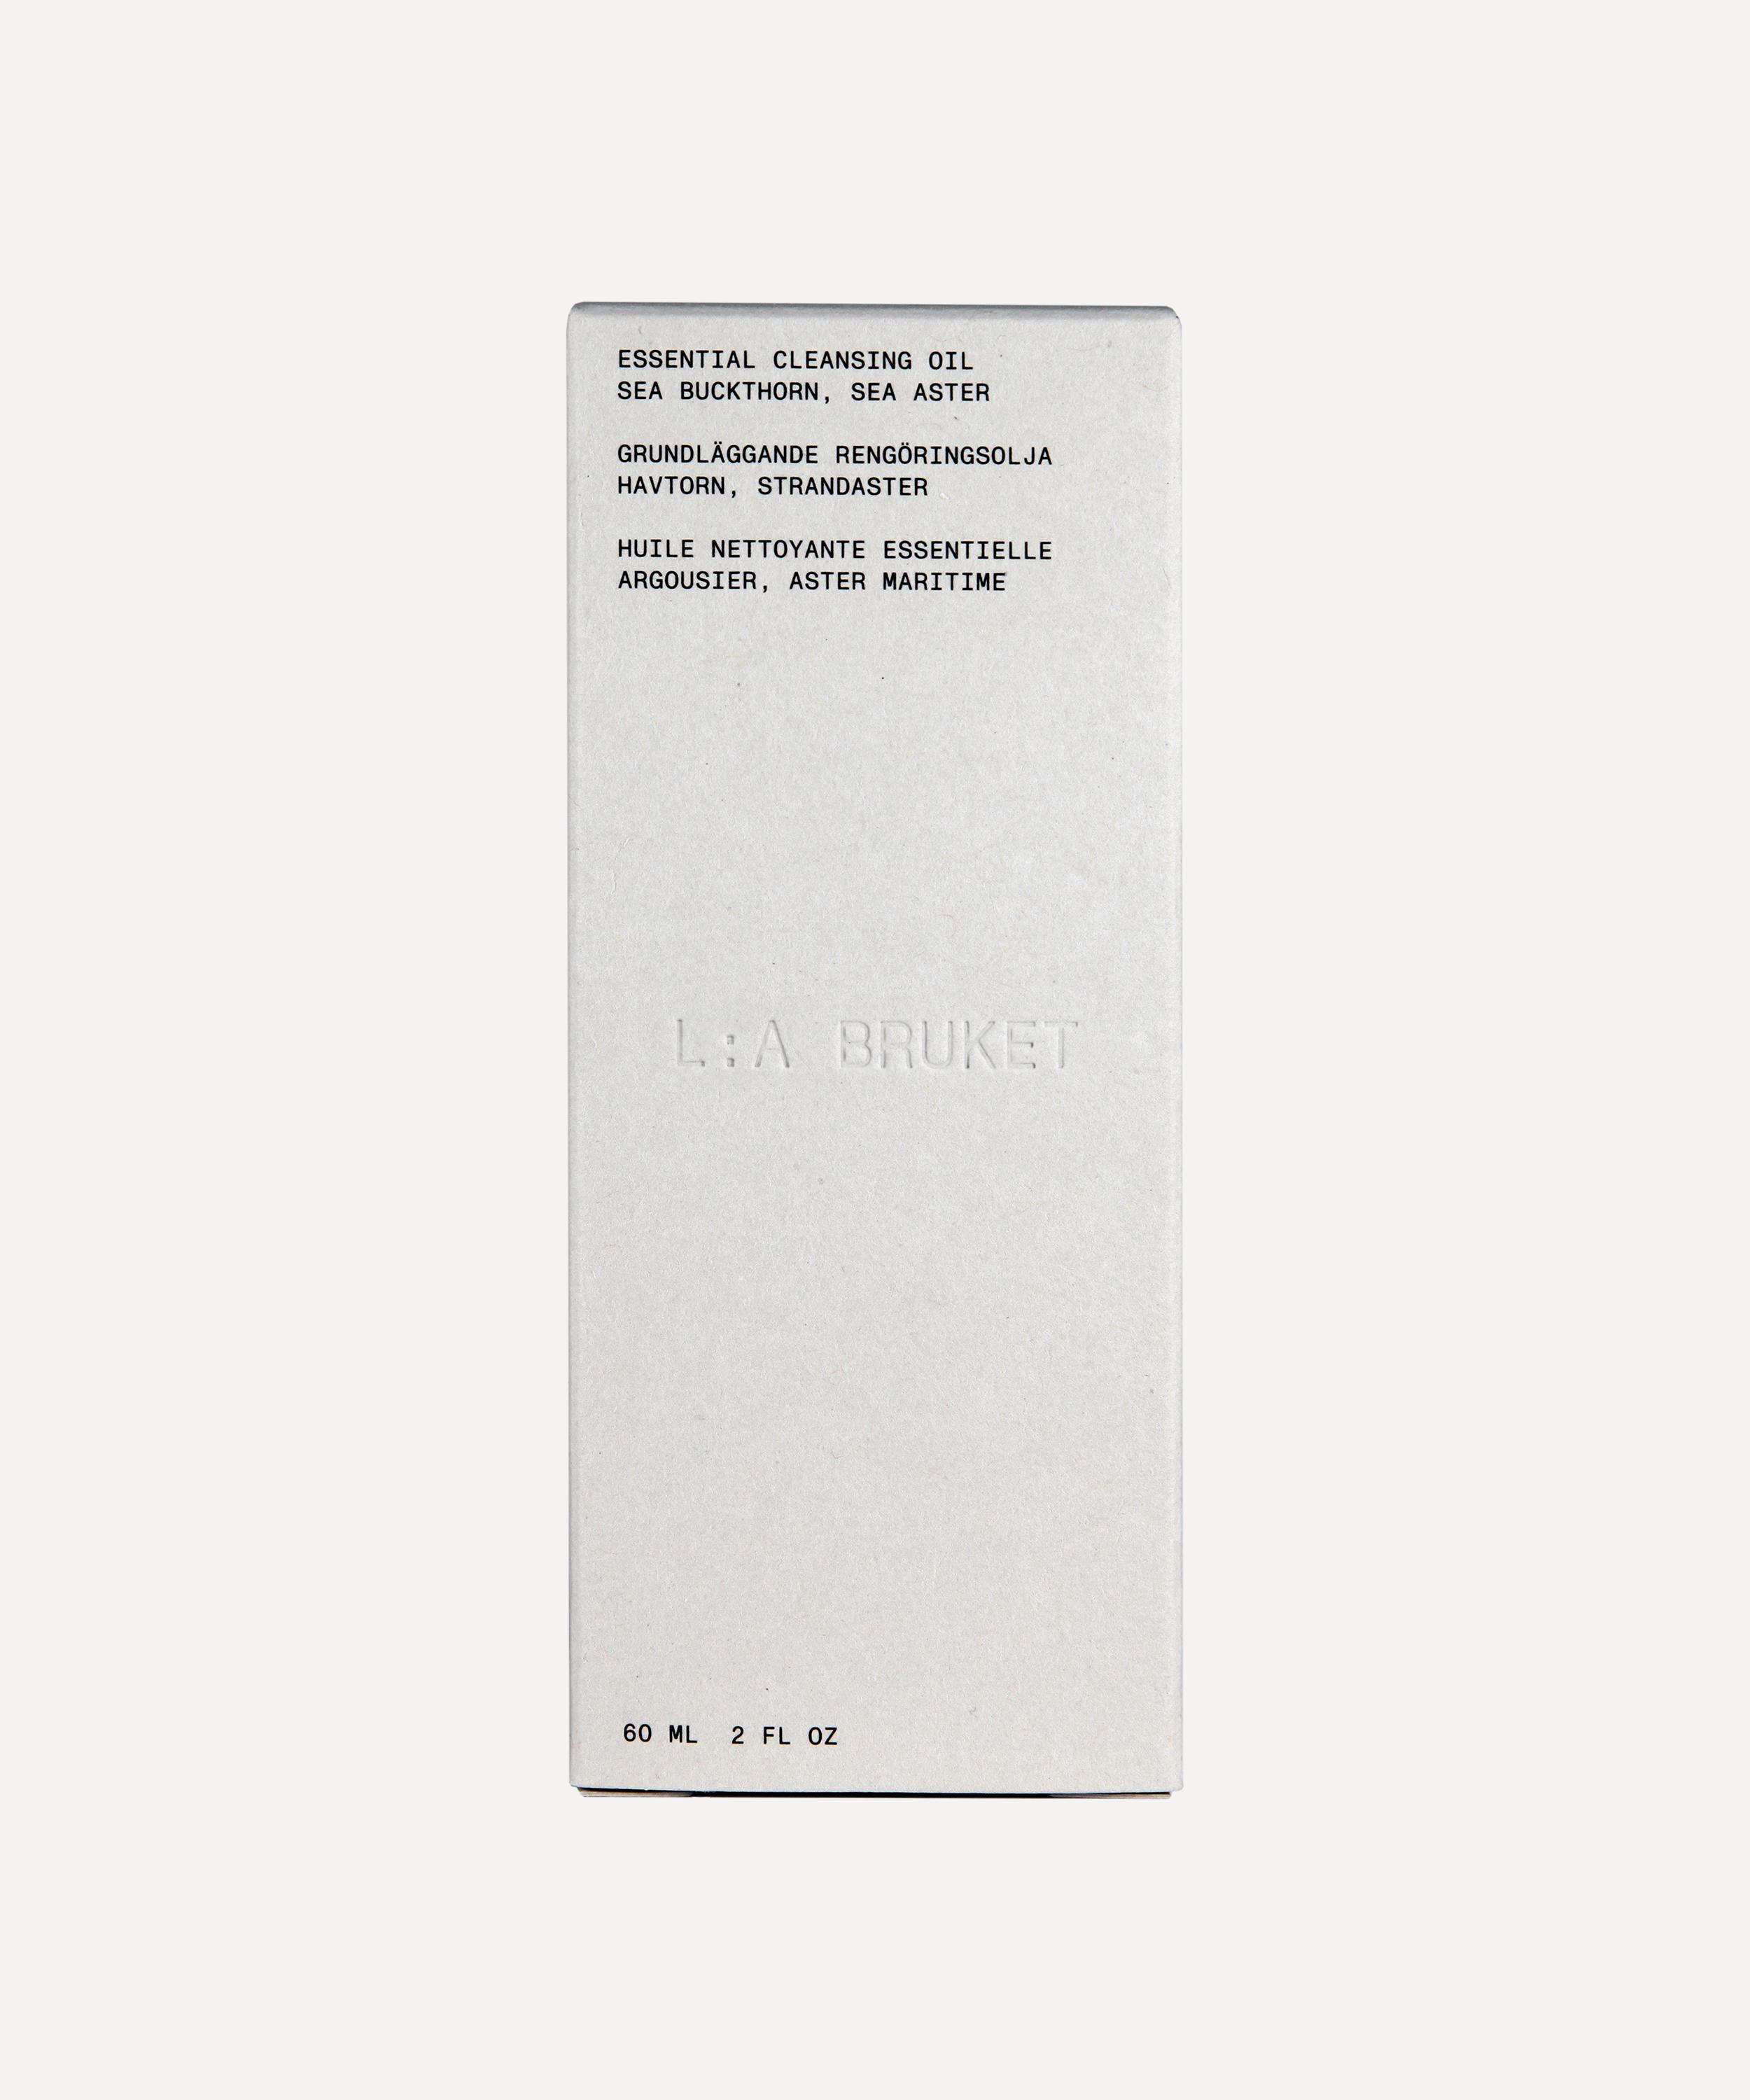 ESSENTIAL CLEANSING OIL
SEA BUCKTHORN, SEA ASTER
GRUNDLÄGGANDE RENGÖRINGSOLJA
HAVTORN, STRANDASTER
HUILE NETTOYANTE ESSENTIELLE
ARGOUSIER, ASTER MARITIME
L:A BRUKET
60 ML  2 FL OZ